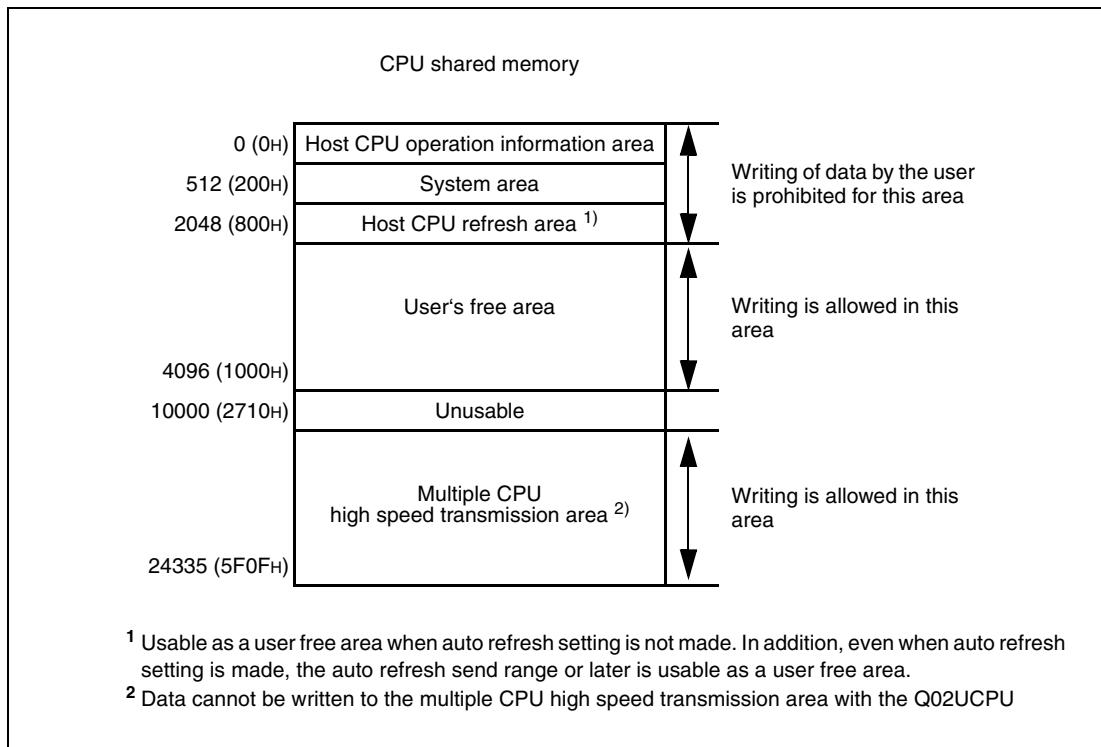 CPU shared memory
0 (0H) Host CPU operation information area
512 (200H) System area
2048 (800H) Host CPU refresh area 1)
Writing of data by the user
is prohibited for this area
User‘s free area
Writing is allowed in this
area
4096 (1000H)
10000 (2710H) Unusable
Multiple CPU
high speed transmission area 2)
Writing is allowed in this
area
24335 (5F0FH)
1 Usable as a user free area when auto refresh setting is not made. In addition, even when auto refresh
setting is made, the auto refresh send range or later is usable as a user free area.
2 Data cannot be written to the multiple CPU high speed transmission area with the Q02UCPU